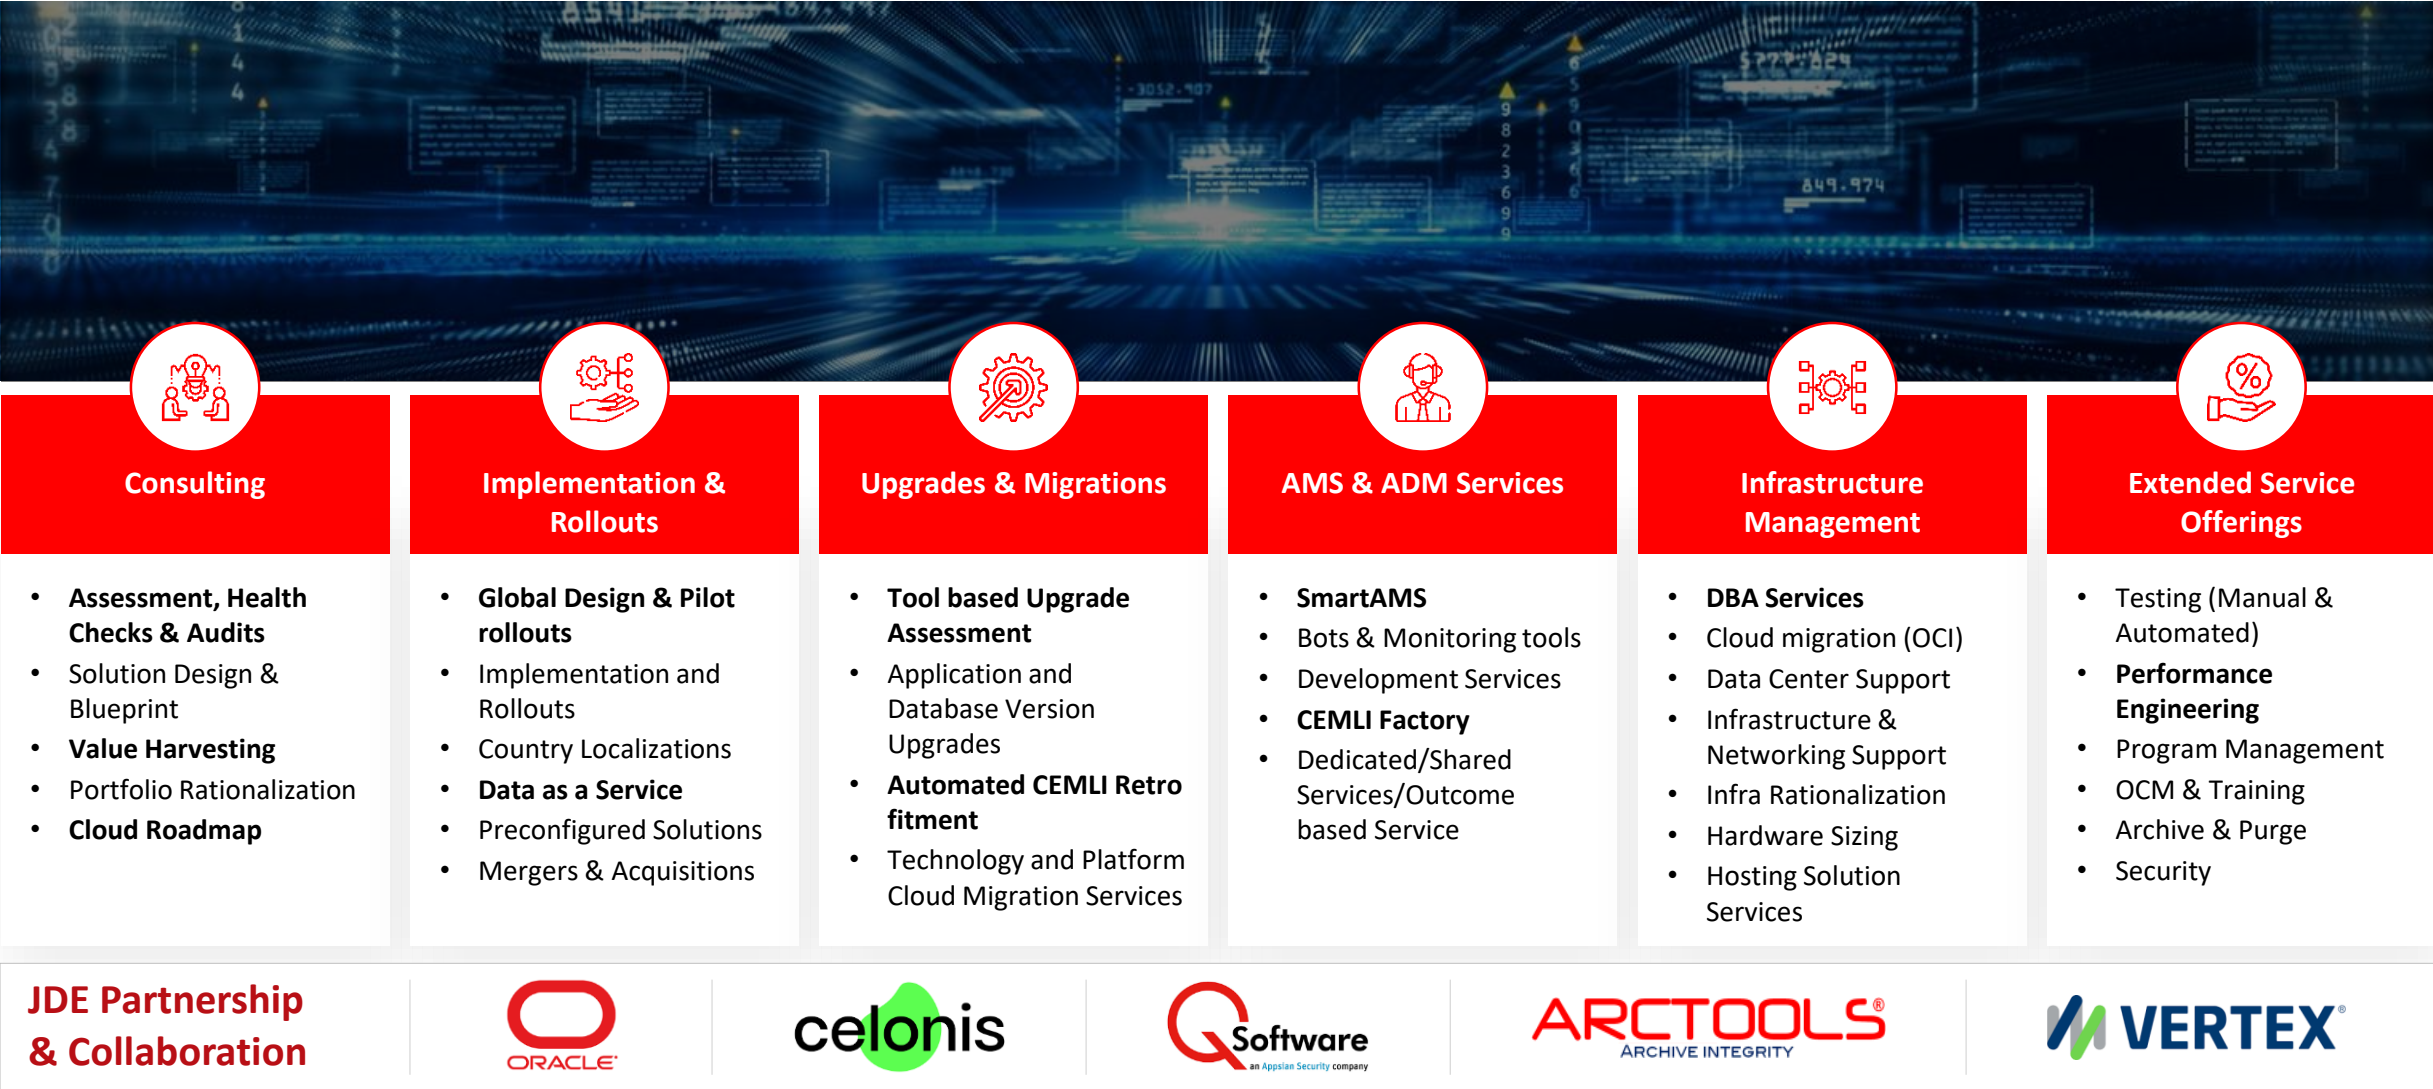 -3052.907
5777.824
849.974
Consulting
• Assessment, Health
Checks & Audits
• Solution Design &
Blueprint
• Value Harvesting
• Portfolio Rationalization
• Cloud Roadmap
Implementation &
Rollouts
• Global Design & Pilot
rollouts
• Implementation and
Rollouts
• Country Localizations
• Data as a Service
• Preconfigured Solutions
• Mergers & Acquisitions
Upgrades & Migrations
• Tool based Upgrade
Assessment
• Application and
Database Version
Upgrades
• Automated CEMLI Retro
fitment
• Technology and Platform
Cloud Migration Services
AMS & ADM Services
• SmartAMS
• Bots & Monitoring tools
• Development Services
• CEMLI Factory
• Dedicated/Shared
Services/Outcome
based Service
Infrastructure
Management
• DBA Services
• Cloud migration (OCI)
• Data Center Support
• Infrastructure &
Networking Support
• Infra Rationalization
• Hardware Sizing
• Hosting Solution
Services
%
Extended Service
Offerings
• Testing (Manual &
Automated)
• Performance
Engineering
• Program Management
• OCM & Training
• Archive & Purge
• Security
JDE Partnership
& Collaboration
ORACLE
celonis
Q Software
an Appsian Security company
ARCTOOLS®
ARCHIVE INTEGRITY
VERTEX®